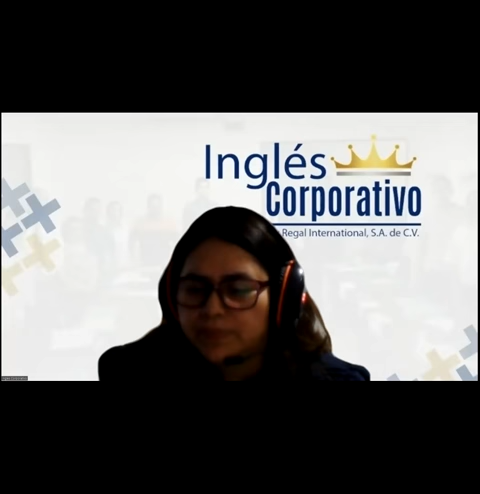 Inglés
Corporativo
Regal International, S.A. de C.V.